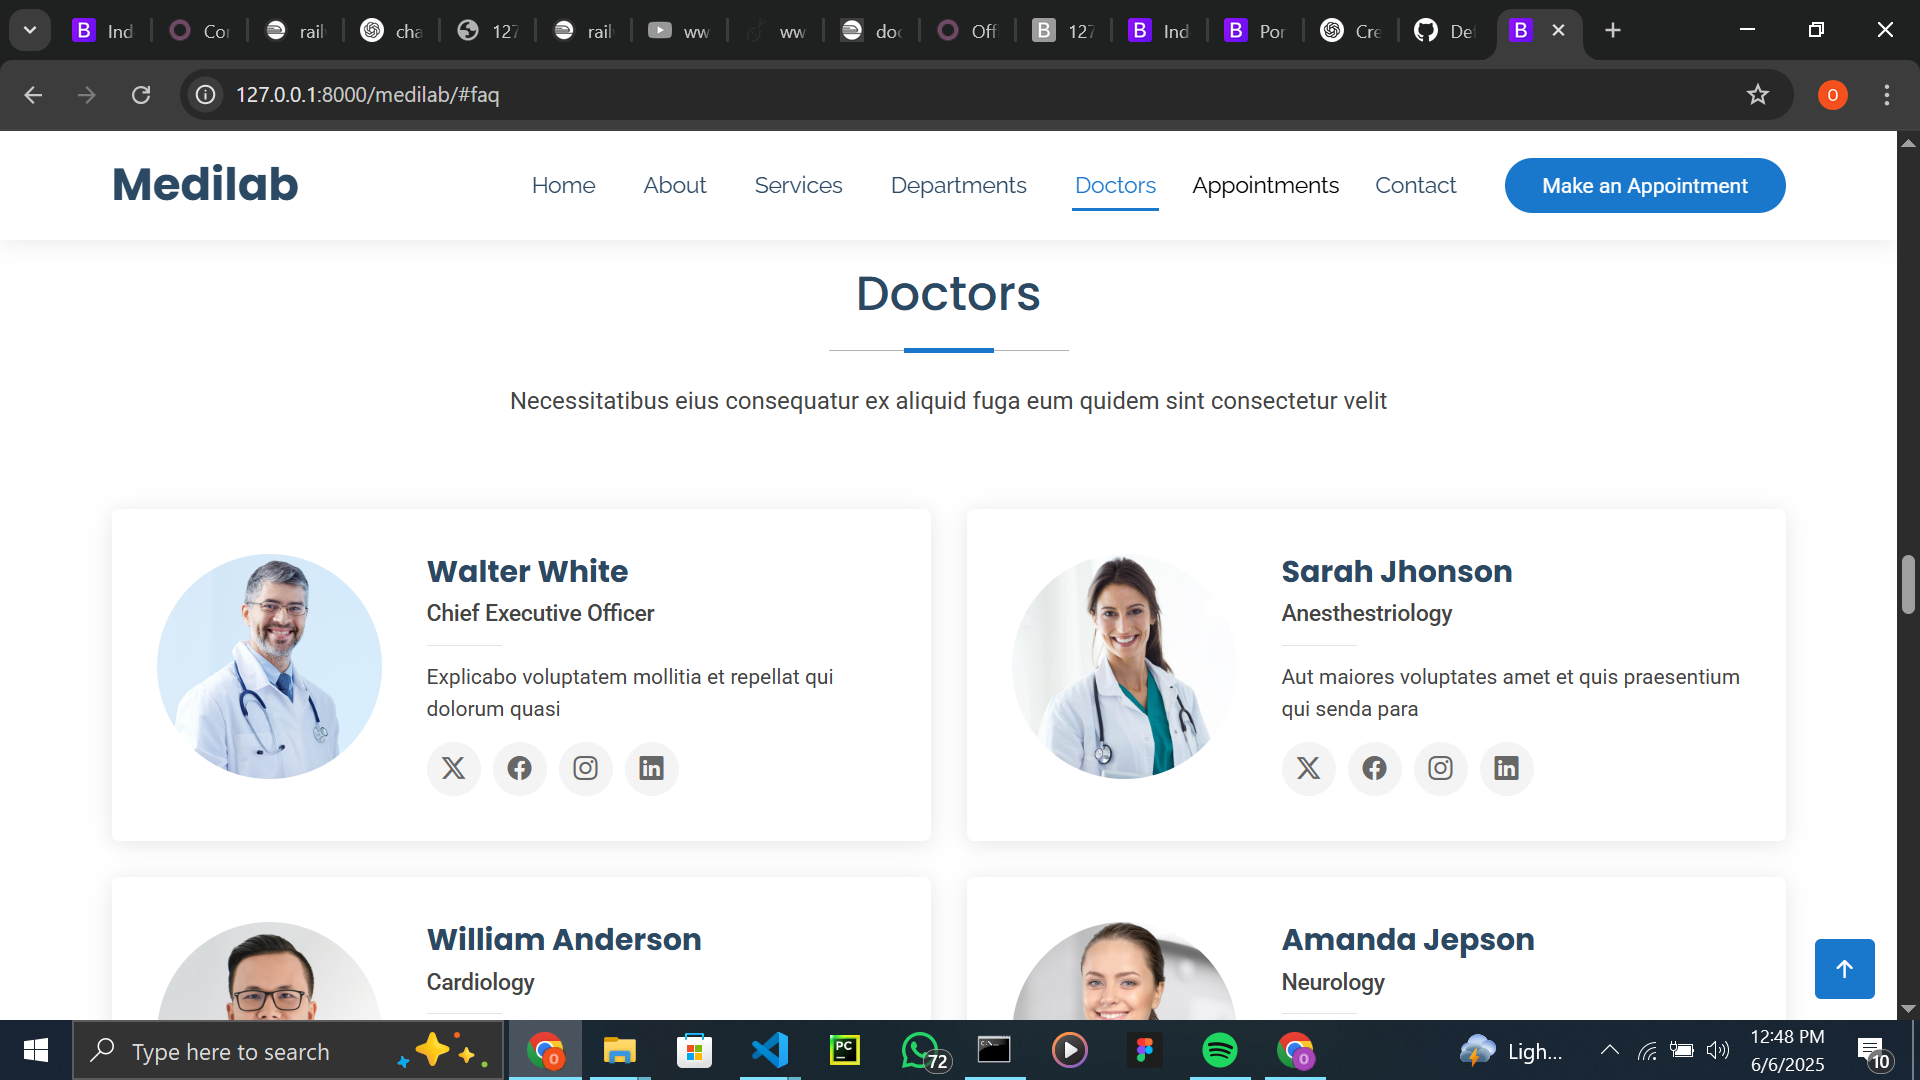 Ind
Cor
rail
cha
127
rail
ww
ww
doc
Off
127
Ind
Por
Cre
De
127.0.0.1:8000/medilab/#faq
O
Medilab
Home About Services Departments Doctors Appointments Contact Make an Appointment
Doctors
Necessitatibus eius consequatur ex aliquid fuga eum quidem sint consectetur velit
Walter White
Chief Executive Officer
Explicabo voluptatem mollitia et repellat qui
dolorum quasi
Sarah Jhonson
Anesthestriology
Aut maiores voluptates amet et quis praesentium
qui senda para
William Anderson
Cardiology
Amanda Jepson
Neurology
Type here to search
72
Ligh...
12:48 PM
6/6/2025
10